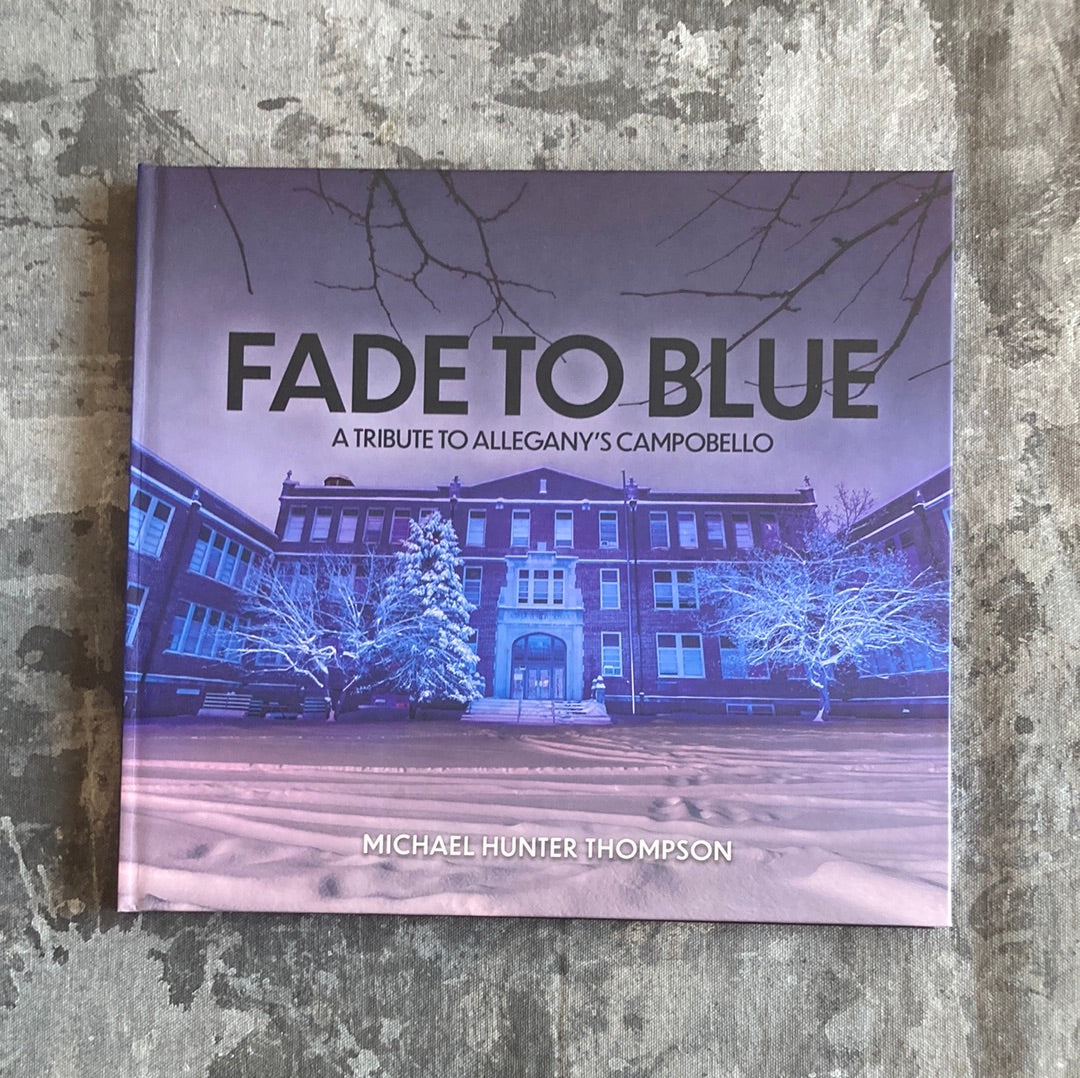 FADE TO BLUE
A TRIBUTE TO ALLEGANY'S CAMPOBELLO
MICHAEL HUNTER THOMPSON